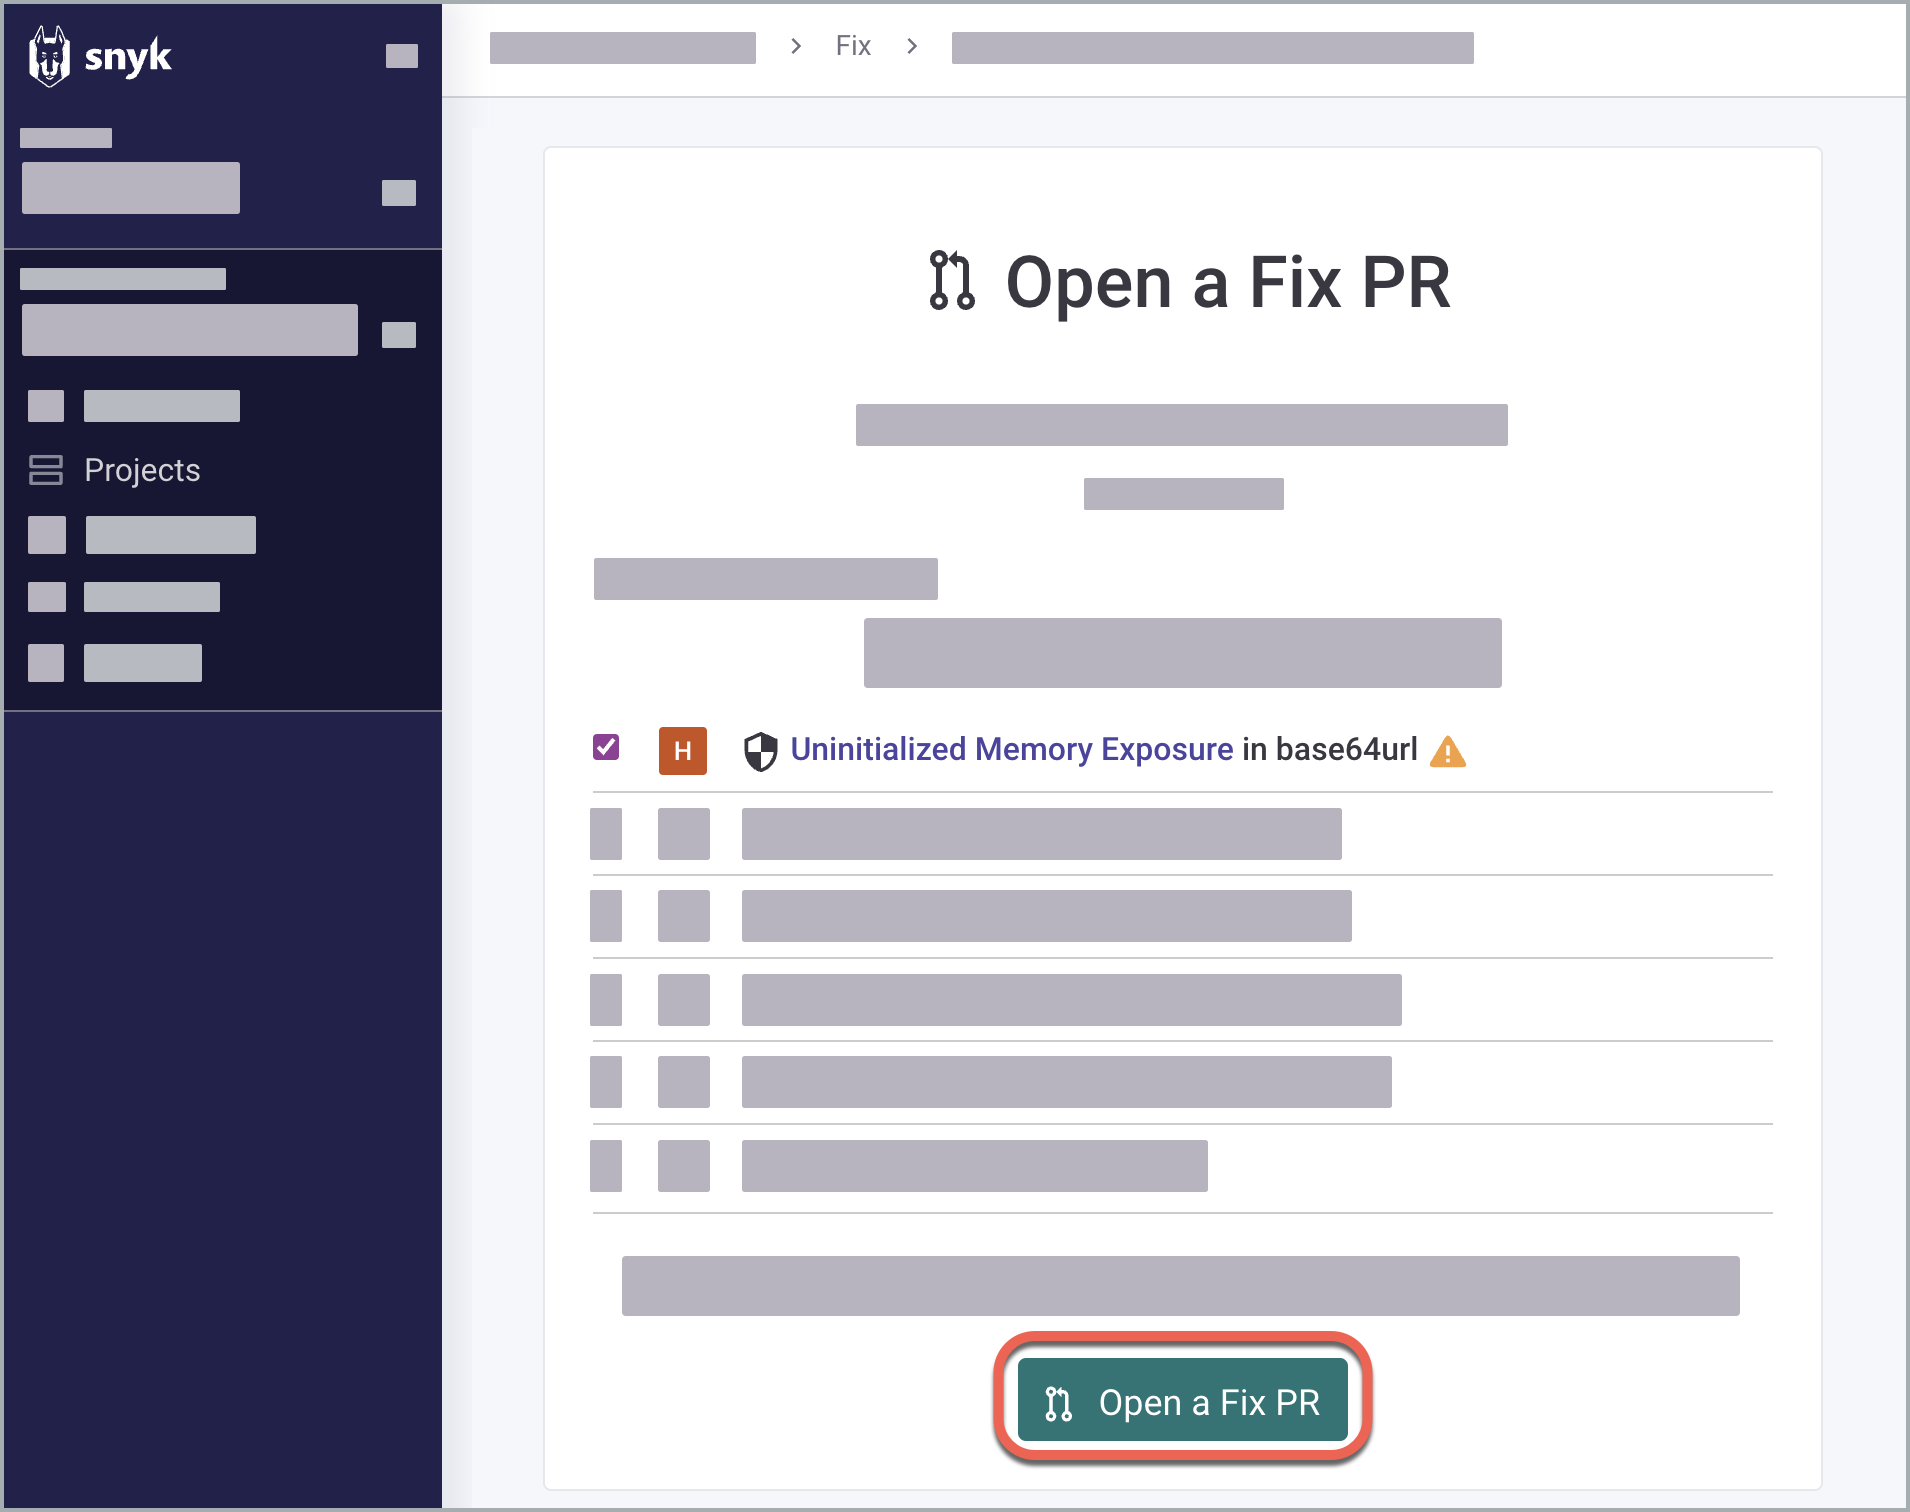 snyk
Fix
Open a Fix PR
Projects
H Uninitialized Memory Exposure in base64url
Open a Fix PR